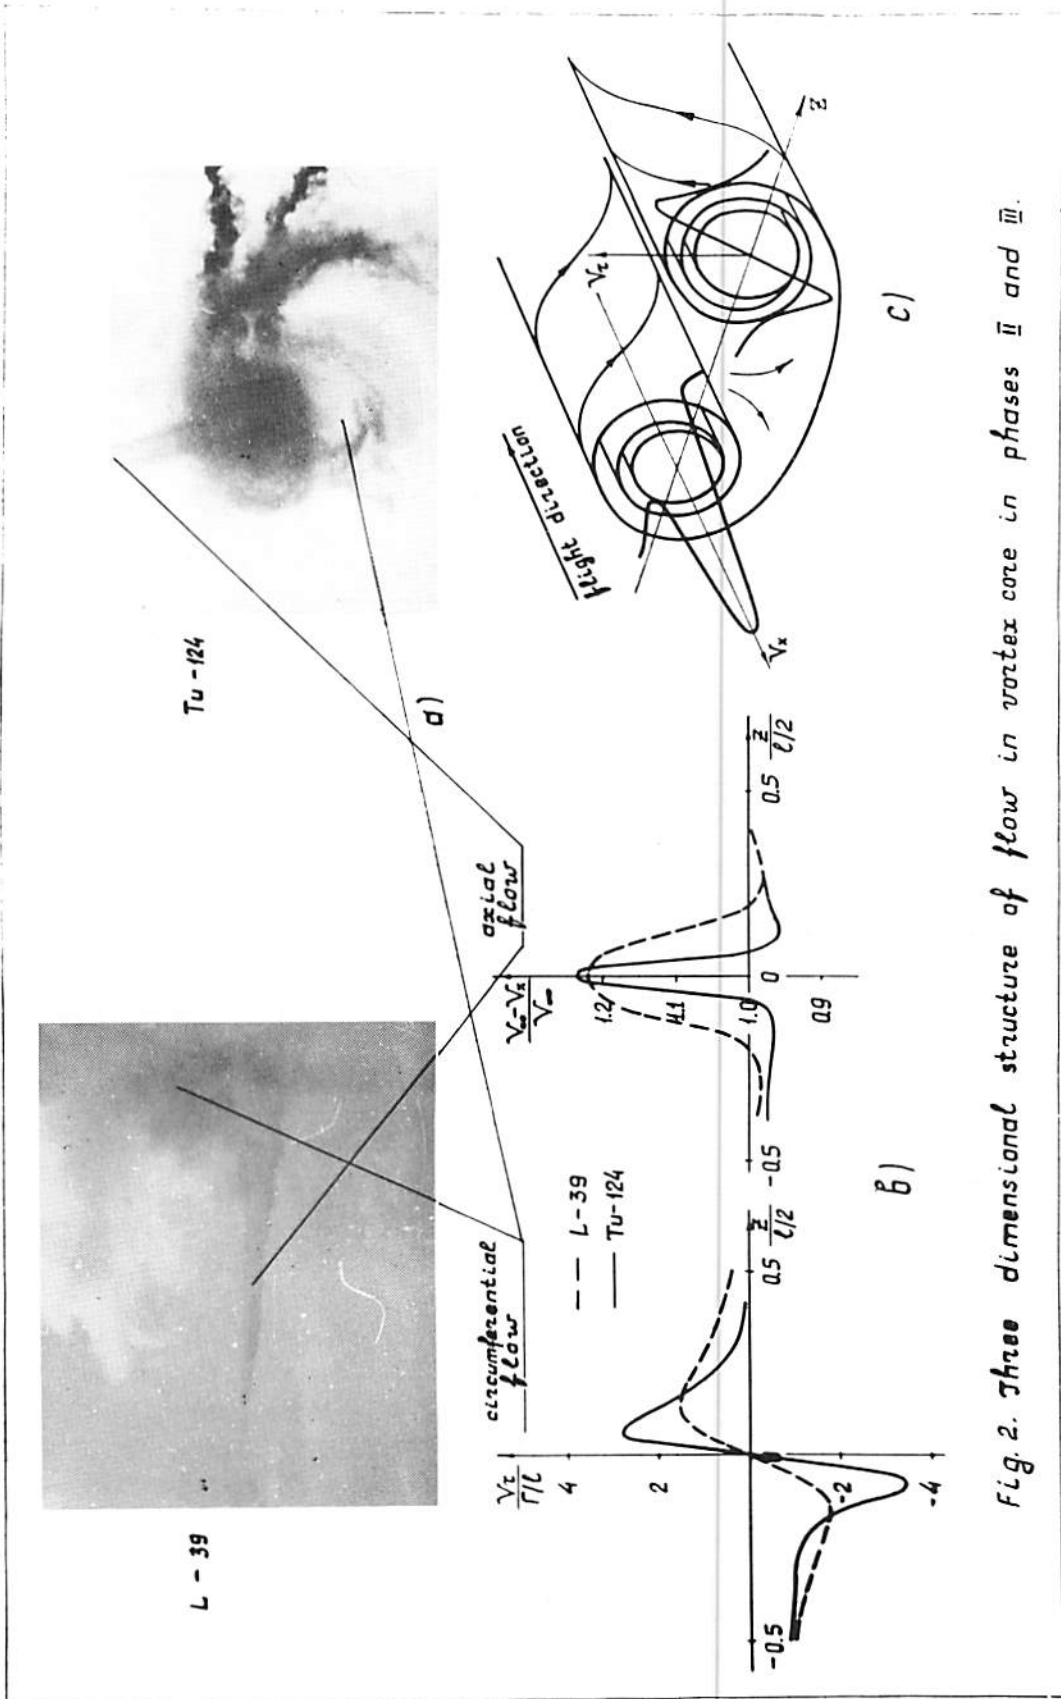 L - 39
Tu - 124
a)
circumferential
flow
axial
flow
Vτ
Γ/l
4
2
-2
-4
-0.5
0.5
z
l/2
L-39
Tu-124
V∞-Vx
V∞
1.2
1.1
1.0
0.9
-0.5
0
0.5
z
l/2
b)
flight direction
Vτ
Vx
z
c)
Fig. 2. Three dimensional structure of flow in vortex core in phases II and III.